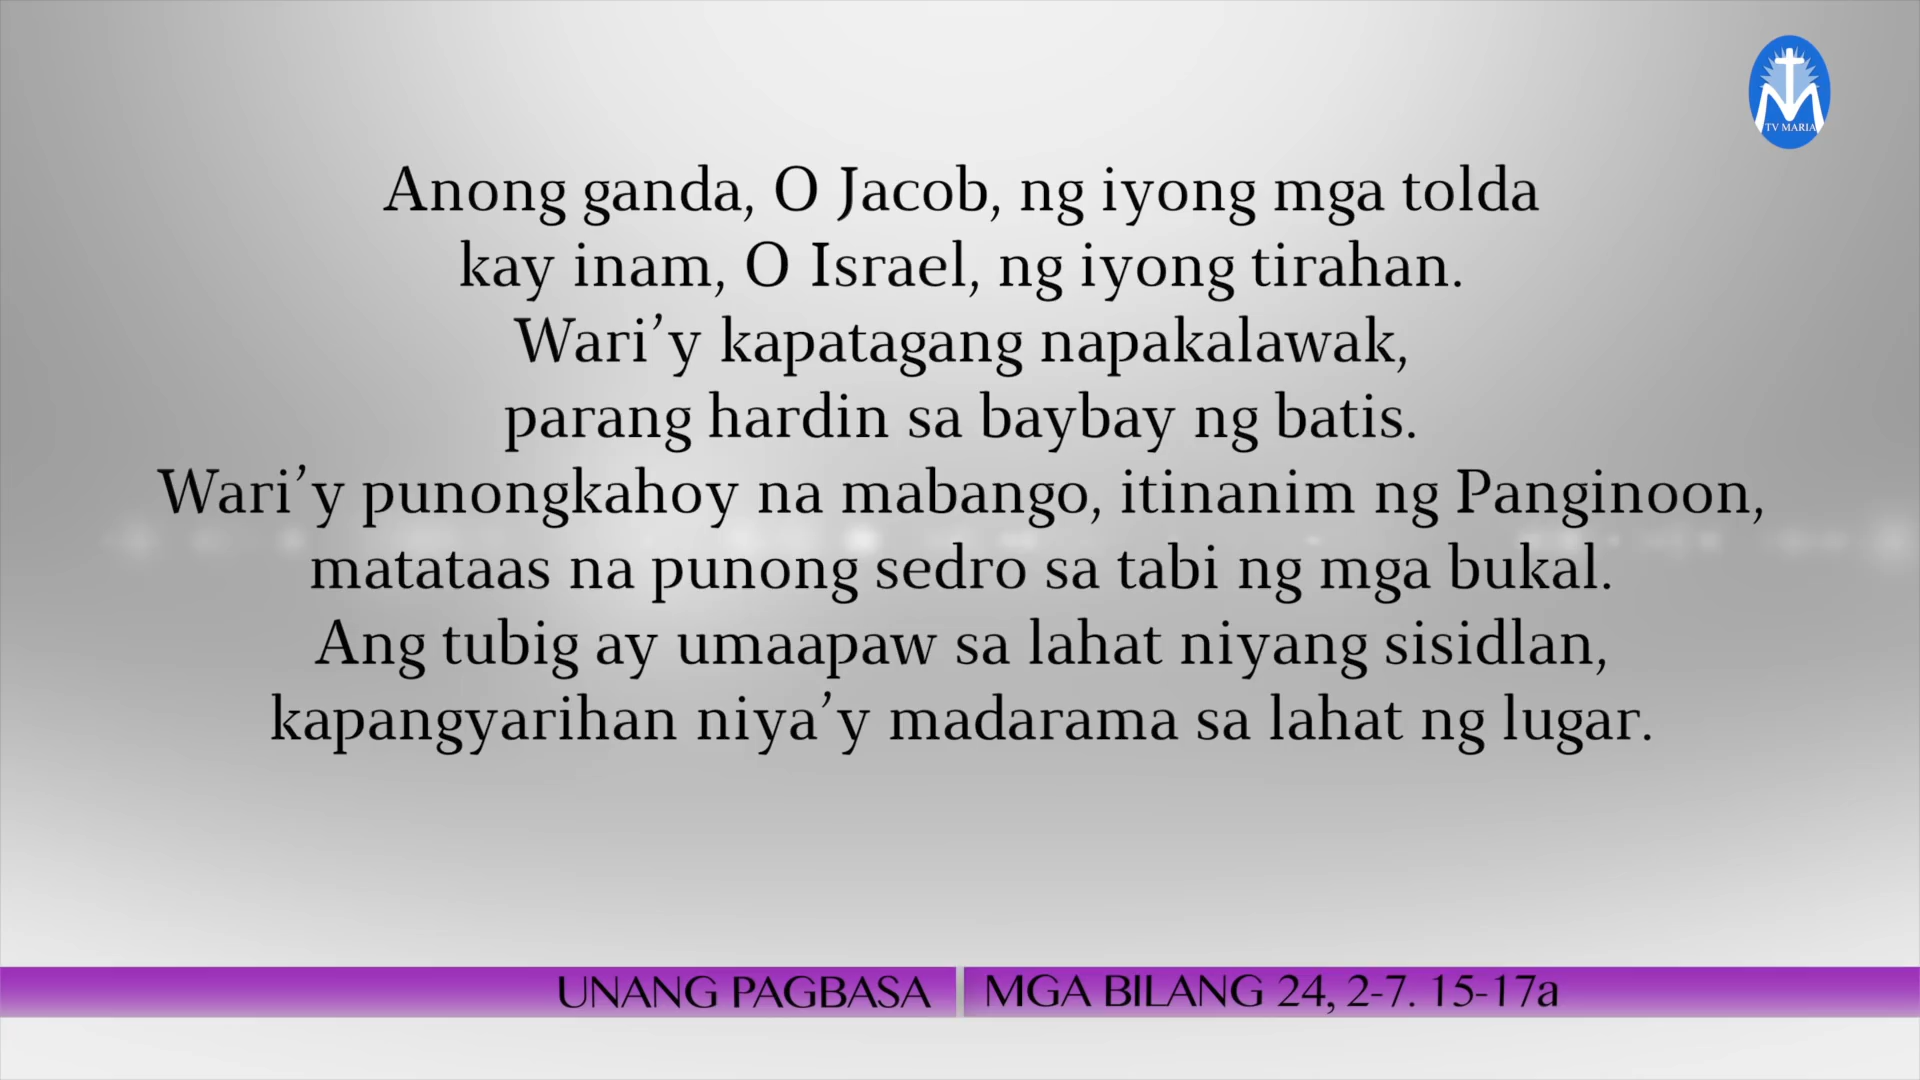 TV MARIA
Anong ganda, O Jacob, ng iyong mga tolda
kay inam, O Israel, ng iyong tirahan.
Wari’y kapatagang napakalawak,
parang hardin sa baybay ng batis.
Wari’y punongkahoy na mabango, itinanim ng Panginoon,
matataas na punong sedro sa tabi ng mga bukal.
Ang tubig ay umaapaw sa lahat niyang sisidlan,
kapangyarihan niya’y madarama sa lahat ng lugar.
UNANG PAGBASA
MGA BILANG 24, 2-7. 15-17a